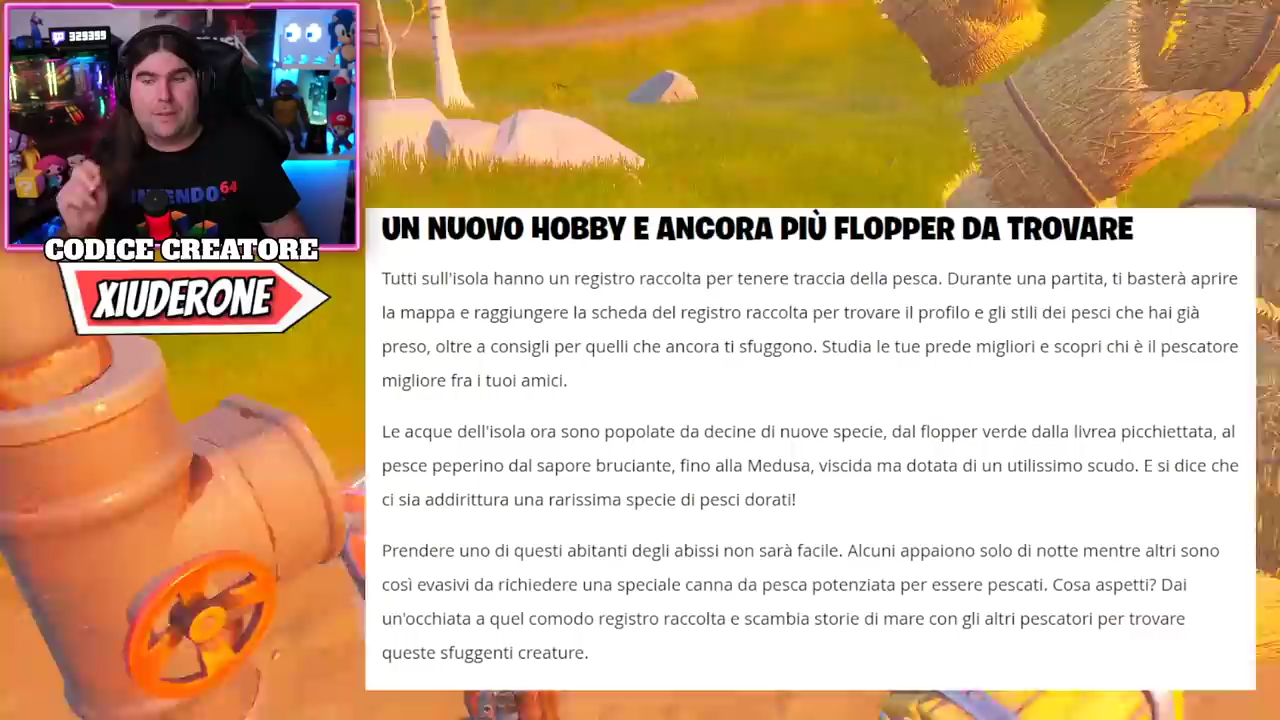 329395
NINTENDO 64
CODICE CREATORE
XIUDERONE
UN NUOVO HOBBY E ANCORA PIÙ FLOPPER DA TROVARE
Tutti sull'isola hanno un registro raccolta per tenere traccia della pesca. Durante una partita, ti basterà aprire
la mappa e raggiungere la scheda del registro raccolta per trovare il profilo e gli stili dei pesci che hai già
preso, oltre a consigli per quelli che ancora ti sfuggono. Studia le tue prede migliori e scopri chi è il pescatore
migliore fra i tuoi amici.
Le acque dell'isola ora sono popolate da decine di nuove specie, dal flopper verde dalla livrea picchiettata, al
pesce peperino dal sapore bruciante, fino alla Medusa, viscida ma dotata di un utilissimo scudo. E si dice che
ci sia addirittura una rarissima specie di pesci dorati!
Prendere uno di questi abitanti degli abissi non sarà facile. Alcuni appaiono solo di notte mentre altri sono
così evasivi da richiedere una speciale canna da pesca potenziata per essere pescati. Cosa aspetti? Dai
un'occhiata a quel comodo registro raccolta e scambia storie di mare con gli altri pescatori per trovare
queste sfuggenti creature.